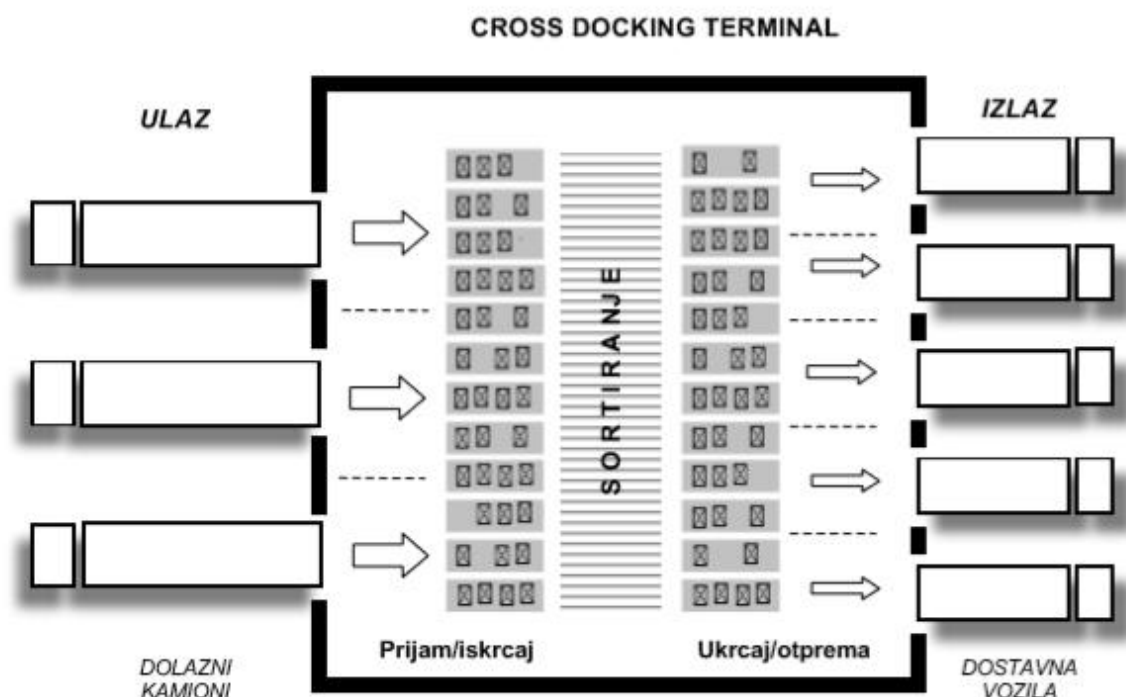 CROSS DOCKING TERMINAL
ULAZ
IZLAZ
SORTIRANJE
Prijam/iskrcaj
Ukrcaj/otprema
DOLAZNI
KAMIONI
DOSTAVNA
VOZILA